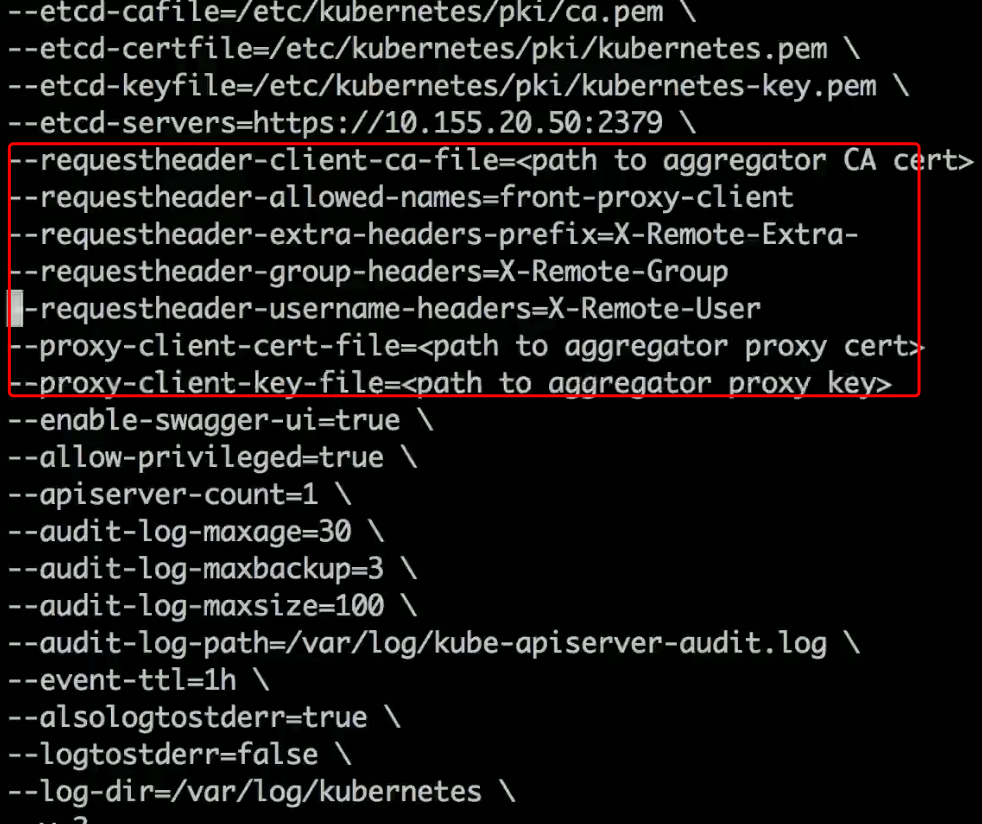 --etcd-cafile=/etc/kubernetes/pki/ca.pem \
--etcd-certfile=/etc/kubernetes/pki/kubernetes.pem \
--etcd-keyfile=/etc/kubernetes/pki/kubernetes-key.pem \
--etcd-servers=https://10.155.20.50:2379 \
--requestheader-client-ca-file=<path to aggregator CA cert>
--requestheader-allowed-names=front-proxy-client
--requestheader-extra-headers-prefix=X-Remote-Extra-
--requestheader-group-headers=X-Remote-Group
--requestheader-username-headers=X-Remote-User
--proxy-client-cert-file=<path to aggregator proxy cert>
--proxy-client-key-file=<path to aggregator proxy key>
--enable-swagger-ui=true \
--allow-privileged=true \
--apiserver-count=1 \
--audit-log-maxage=30 \
--audit-log-maxbackup=3 \
--audit-log-maxsize=100 \
--audit-log-path=/var/log/kube-apiserver-audit.log \
--event-ttl=1h \
--alsologtostderr=true \
--logtostderr=false \
--log-dir=/var/log/kubernetes \